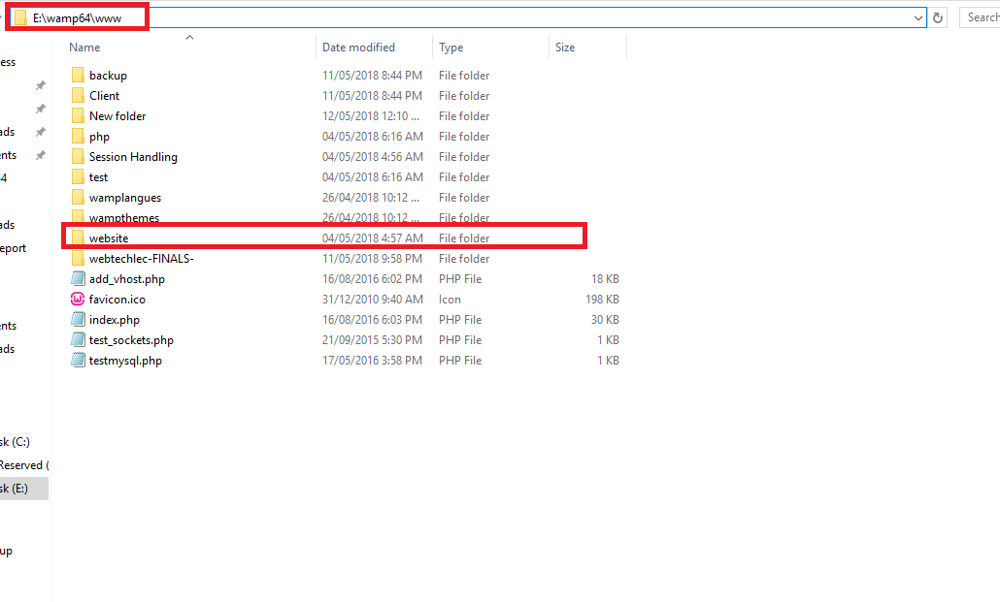 E:\wamp64\www
Search
Name Date modified Type Size
ess
backup 11/05/2018 8:44 PM File folder
Client 11/05/2018 8:44 PM File folder
New folder 12/05/2018 12:10 ... File folder
ads
php 04/05/2018 6:16 AM File folder
ents
Session Handling 04/05/2018 4:56 AM File folder
4
test 04/05/2018 6:16 AM File folder
wamplangues 26/04/2018 10:12 ... File folder
wampthemes 26/04/2018 10:12 ... File folder
ads
website 04/05/2018 4:57 AM File folder
eport
webtechlec-FINALS- 11/05/2018 9:58 PM File folder
add_vhost.php 16/08/2016 6:02 PM PHP File 18 KB
favicon.ico 31/12/2010 9:40 AM Icon 198 KB
index.php 16/08/2016 6:03 PM PHP File 30 KB
ents
test_sockets.php 21/09/2015 5:30 PM PHP File 1 KB
ads
testmysql.php 17/05/2016 3:58 PM PHP File 1 KB
sk (C:)
Reserved (
sk (E:)
up